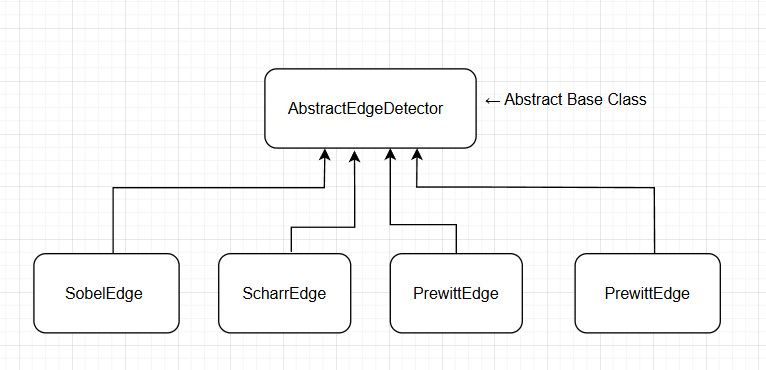 AbstractEdgeDetector
← Abstract Base Class
SobelEdge
ScharrEdge
PrewittEdge
PrewittEdge